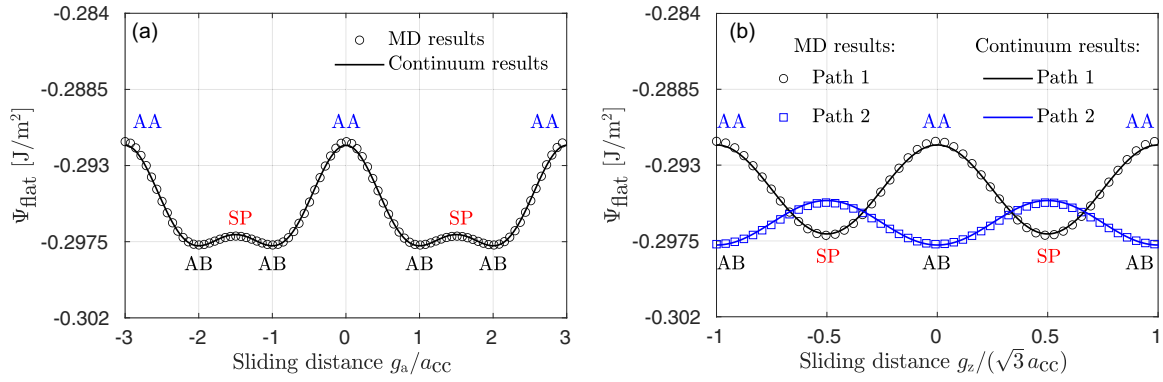 (a)
-0.284
-0.2885
-0.293
-0.2975
-0.302
Ψflat [J/m²]
MD results
Continuum results
AA AA AA
SP SP
AB AB AB AB
-3 -2 -1 0 1 2 3
Sliding distance ga/aCC
(b)
-0.284
-0.2885
-0.293
-0.2975
-0.302
Ψflat [J/m²]
MD results: Continuum results:
Path 1 Path 1
Path 2 Path 2
AA AA AA
AB SP AB SP AB
-1 -0.5 0 0.5 1
Sliding distance gz/(√3 aCC)